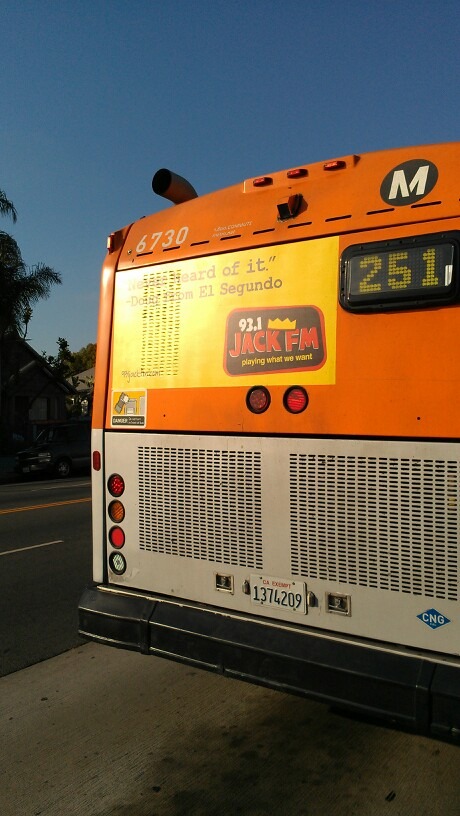 M
6730
251
heard of it."
-Doug from El Segundo
93.1
JACK FM
playing what we want
DANGER
CA EXEMPT
1374209
CNG